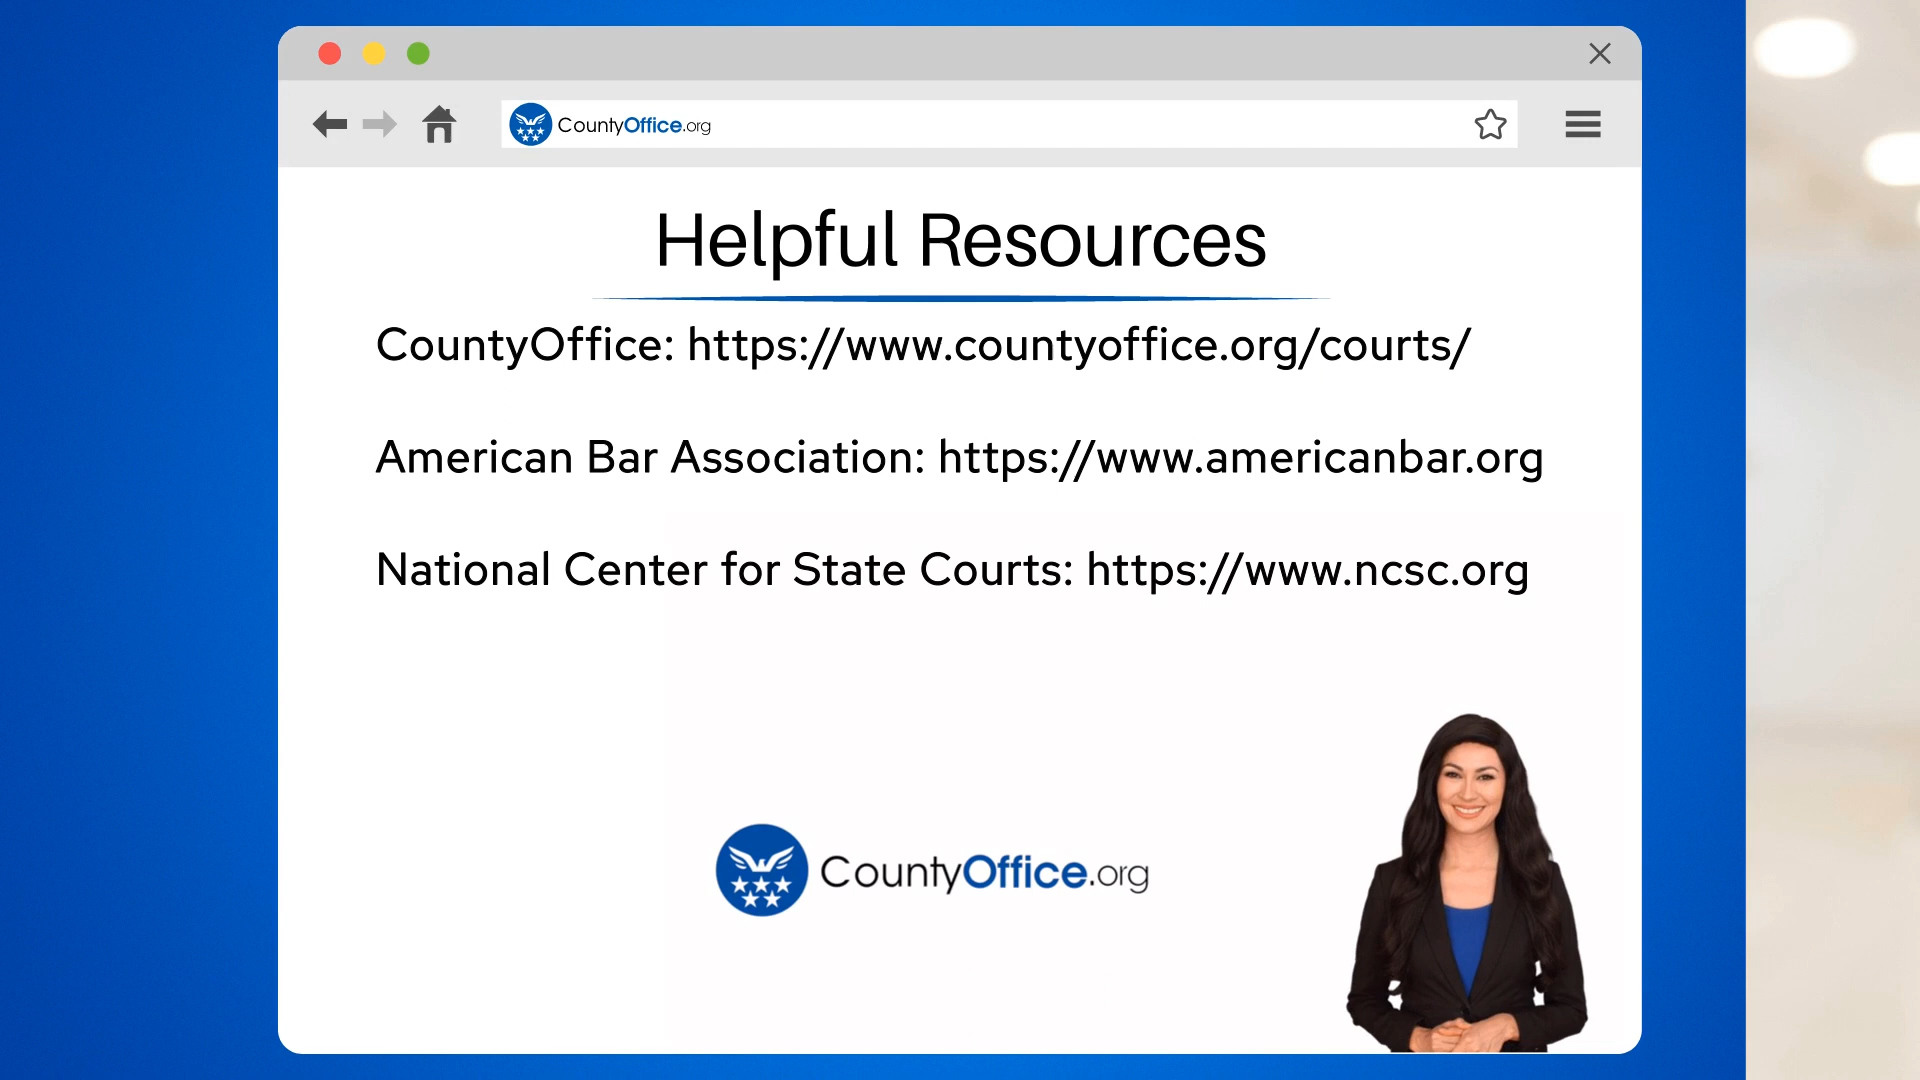 CountyOffice.org
Helpful Resources
CountyOffice: https://www.countyoffice.org/courts/
American Bar Association: https://www.americanbar.org
National Center for State Courts: https://www.ncsc.org
CountyOffice.org